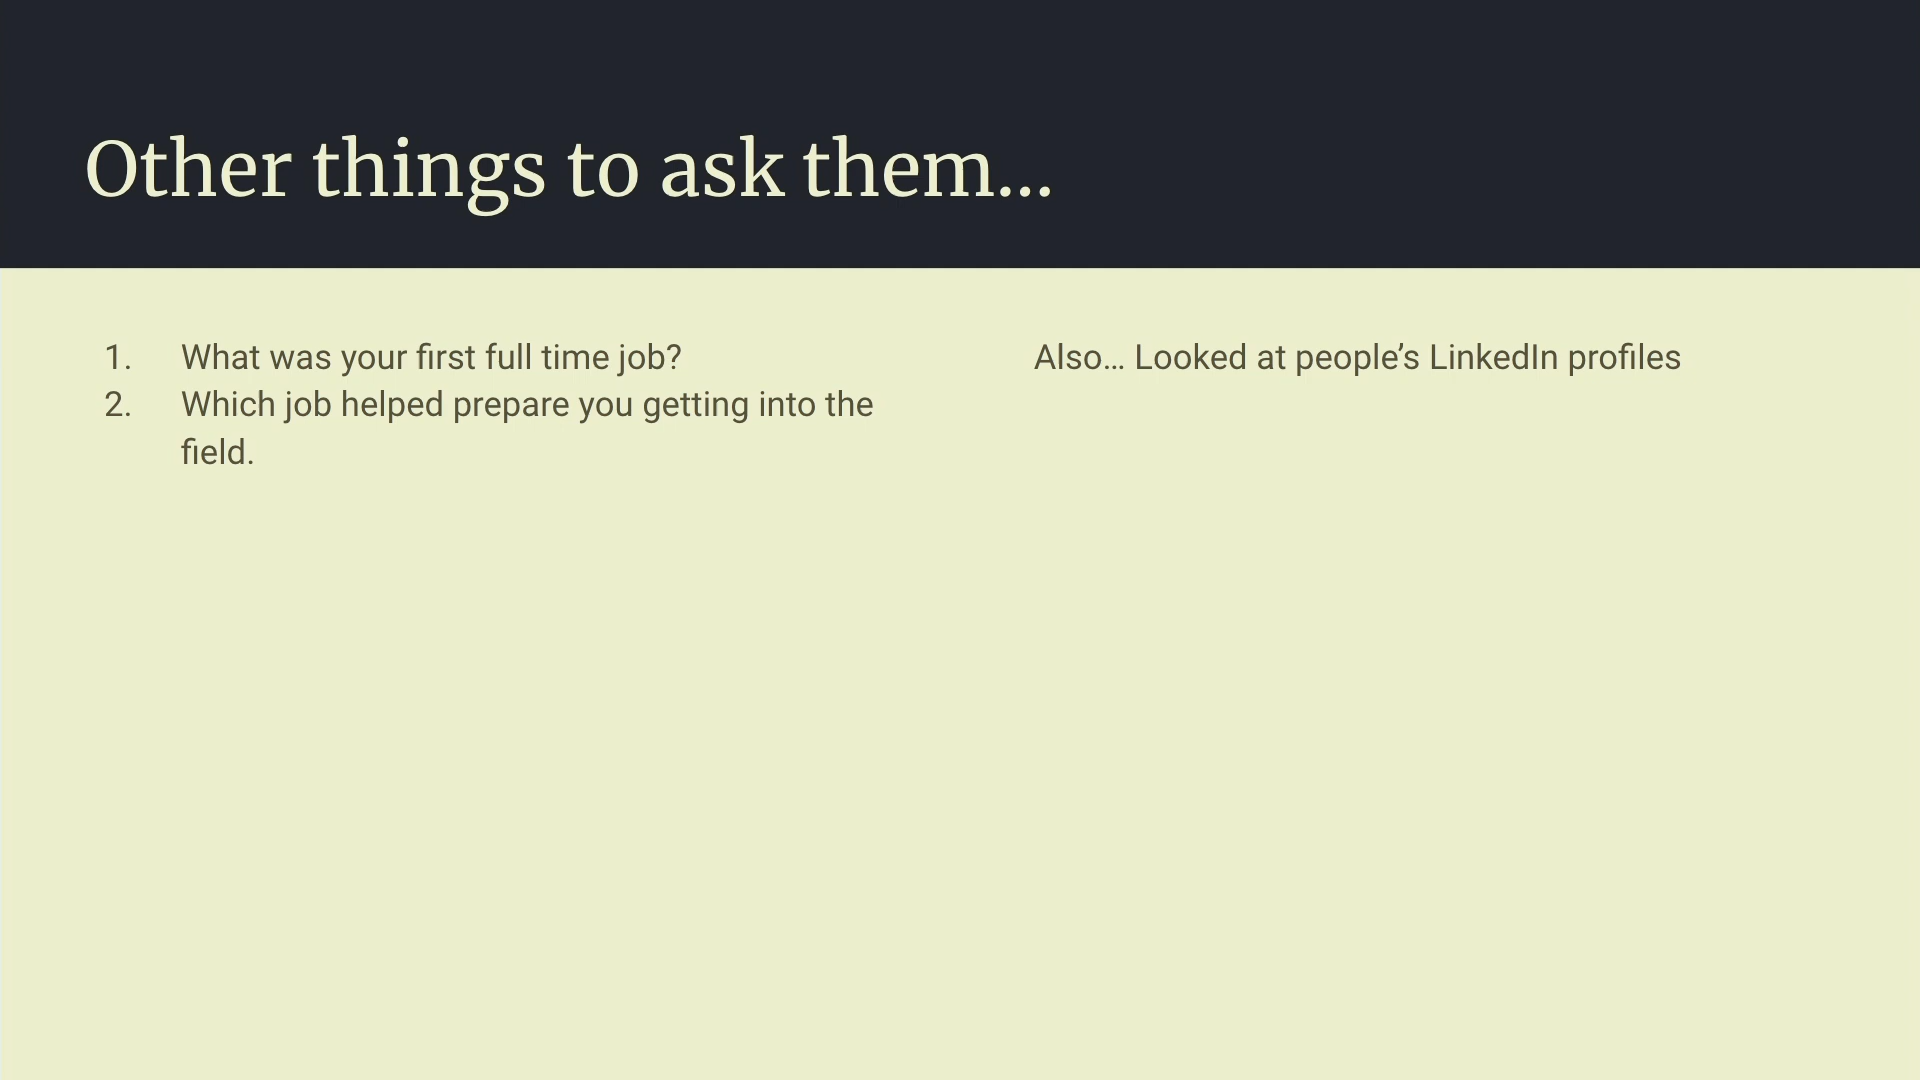 Other things to ask them...
1. What was your first full time job?
2. Which job helped prepare you getting into the
field.
Also... Looked at people’s LinkedIn profiles